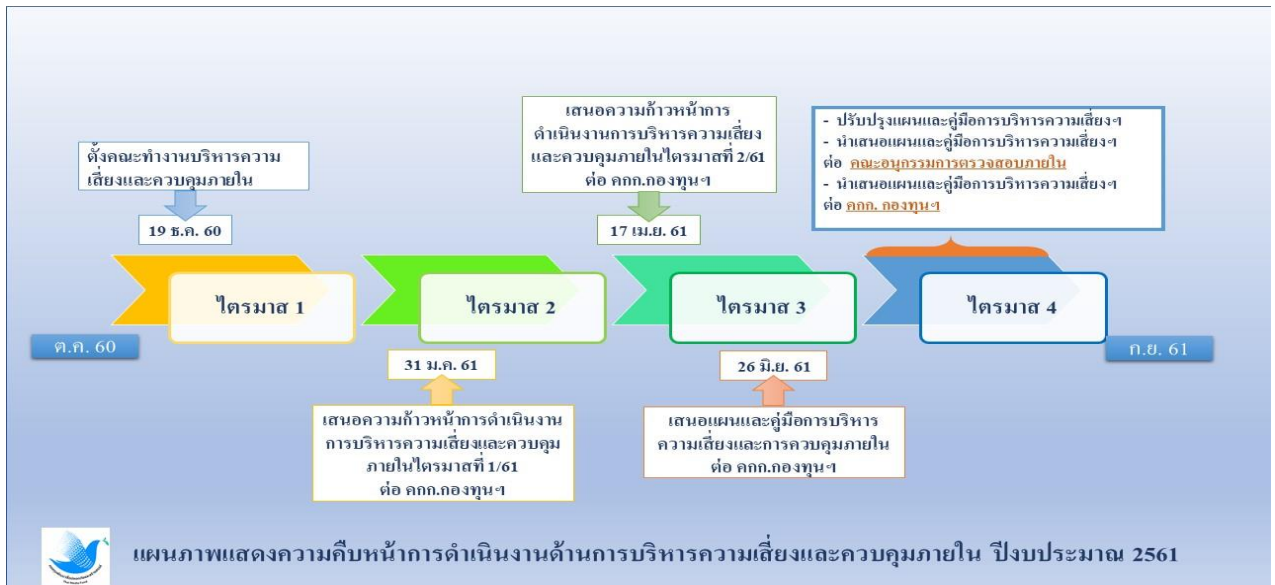 เสนอความก้าวหน้าการ
ดำเนินงานการบริหารความเสี่ยง
และควบคุมภายในไตรมาสที่ 2/61
ต่อ คกก.กองทุนฯ
- ปรับปรุงแผนและคู่มือการบริหารความเสี่ยงฯ
- นำเสนอแผนและคู่มือการบริหารความเสี่ยงฯ
ต่อ คณะอนุกรรมการตรวจสอบภายใน
- นำเสนอแผนและคู่มือการบริหารความเสี่ยงฯ
ต่อ คกก. กองทุนฯ
ตั้งคณะทำงานบริหารความ
เสี่ยงและควบคุมภายใน
19 ธ.ค. 60
17 เม.ย. 61
ไตรมาส 1
ไตรมาส 2
ไตรมาส 3
ไตรมาส 4
ต.ค. 60
ก.ย. 61
31 ม.ค. 61
26 มิ.ย. 61
เสนอความก้าวหน้าการดำเนินงาน
การบริหารความเสี่ยงและควบคุม
ภายในไตรมาสที่ 1/61
ต่อ คกก.กองทุนฯ
เสนอแผนและคู่มือการบริหาร
ความเสี่ยงและการควบคุมภายใน
ต่อ คกก.กองทุนฯ
แผนภาพแสดงความคืบหน้าการดำเนินงานด้านการบริหารความเสี่ยงและควบคุมภายใน ปีงบประมาณ 2561